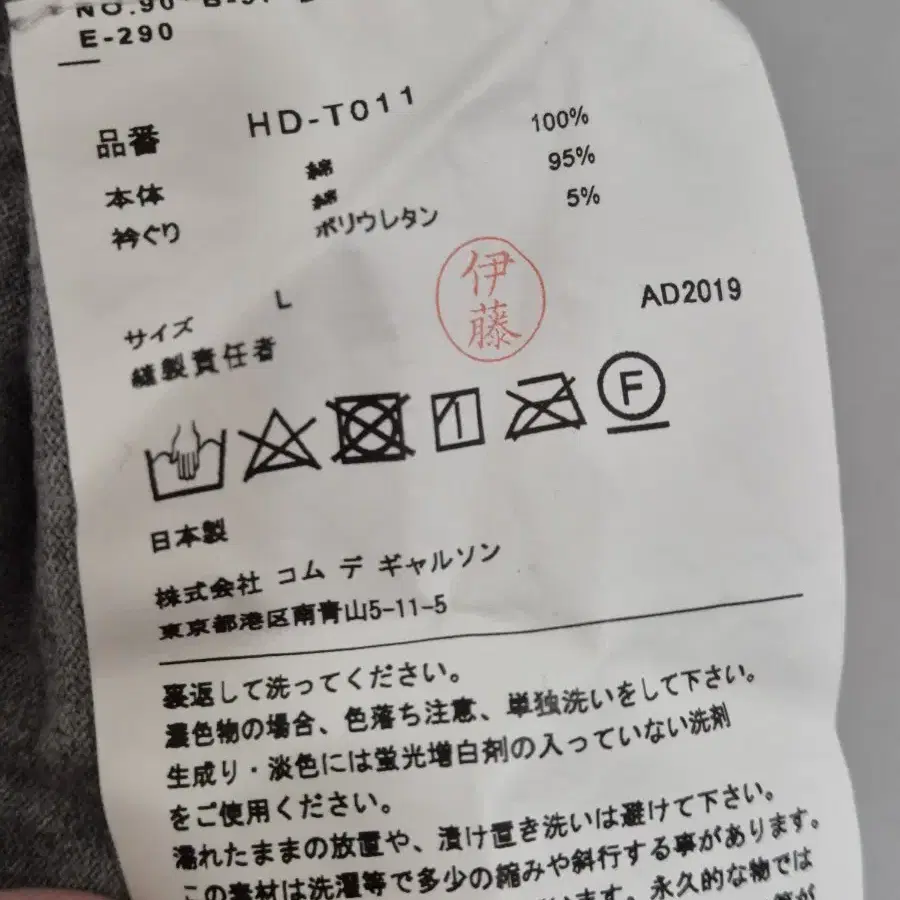 E-290
品番 HD-T011
本体 綿 100%
衿ぐり 綿 95%
ポリウレタン 5%
サイズ L
縫製責任者
伊藤
AD2019
F
日本製
株式会社 コム デ ギャルソン
東京都港区南青山5-11-5
裏返して洗ってください。
濃色物の場合、色落ち注意、単独洗いをして下さい。
生成り・淡色には蛍光増白剤の入っていない洗剤
をご使用ください。
濡れたままの放置や、漬け置き洗いは避けて下さい。
この素材は洗濯等で多少の縮みや斜行する事があります。
永久的な物では